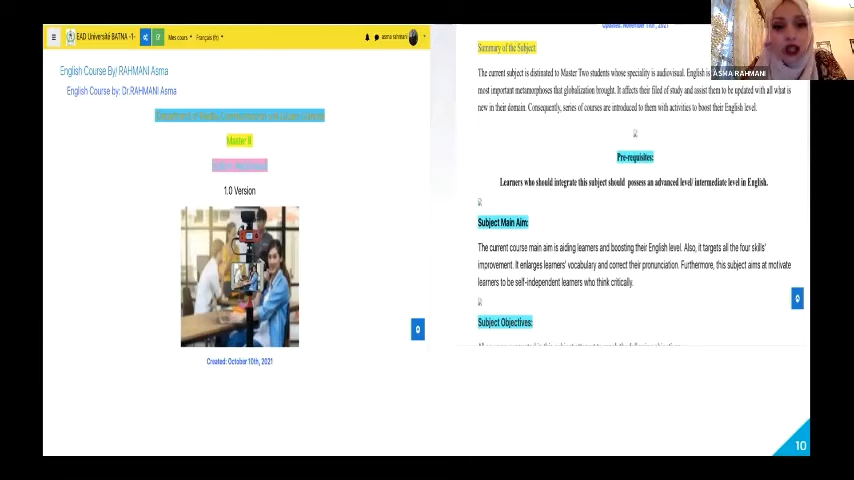 EAD Université BATNA -1-
Mes cours
Français (fr)
asma rahmani
English Course By/ RAHMANI Asma
English Course by: Dr.RAHMANI Asma
Master II
1.0 Version
Created: October 10th, 2021
Updated: November 11th, 2021
Summary of the Subject:
The current subject is distinated to Master Two students whose speciality is audiovisual. English is
most important metamorphoses that globalization brought. It affects their filed of study and assist them to be updated with all what is
new in their domain. Consequently, series of courses are introduced to them with activities to boost their English level.
Pre-requisites:
Learners who should integrate this subject should possess an advanced level/ intermediate level in English.
Subject Main Aim:
The current course main aim is aiding learners and boosting their English level. Also, it targets all the four skills'
improvement. It enlarges learners' vocabulary and correct their pronunciation. Furthermore, this subject aims at motivate
learners to be self-independent learners who think critically.
Subject Objectives:
ASMA RAHMANI
10